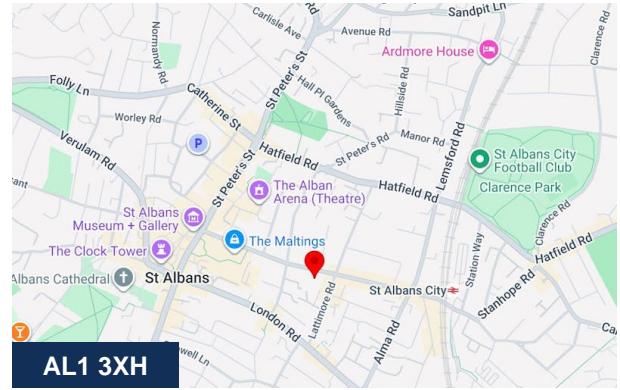 Carlisle Ave
Sandpit Ln
Avenue Rd
Normandy Rd
Ardmore House
Clarence Rd
St Peter's St
Folly Ln
Hall Pl Gardens
Hillside Rd
Catherine St
Worley Rd
P
St Peter's Rd
Manor Rd
Lemsford Rd
Verulam Rd
Hatfield Rd
St Albans City
Football Club
Clarence Park
St Peter's St
The Alban
Arena (Theatre)
Hatfield Rd
St Albans
Museum + Gallery
Clarence Rd
The Maltings
Hatfield Rd
The Clock Tower
Station Way
Albans Cathedral
St Albans
St Albans City
Stanhope Rd
Lattimore Rd
London Rd
Alma Rd
AL1 3XH